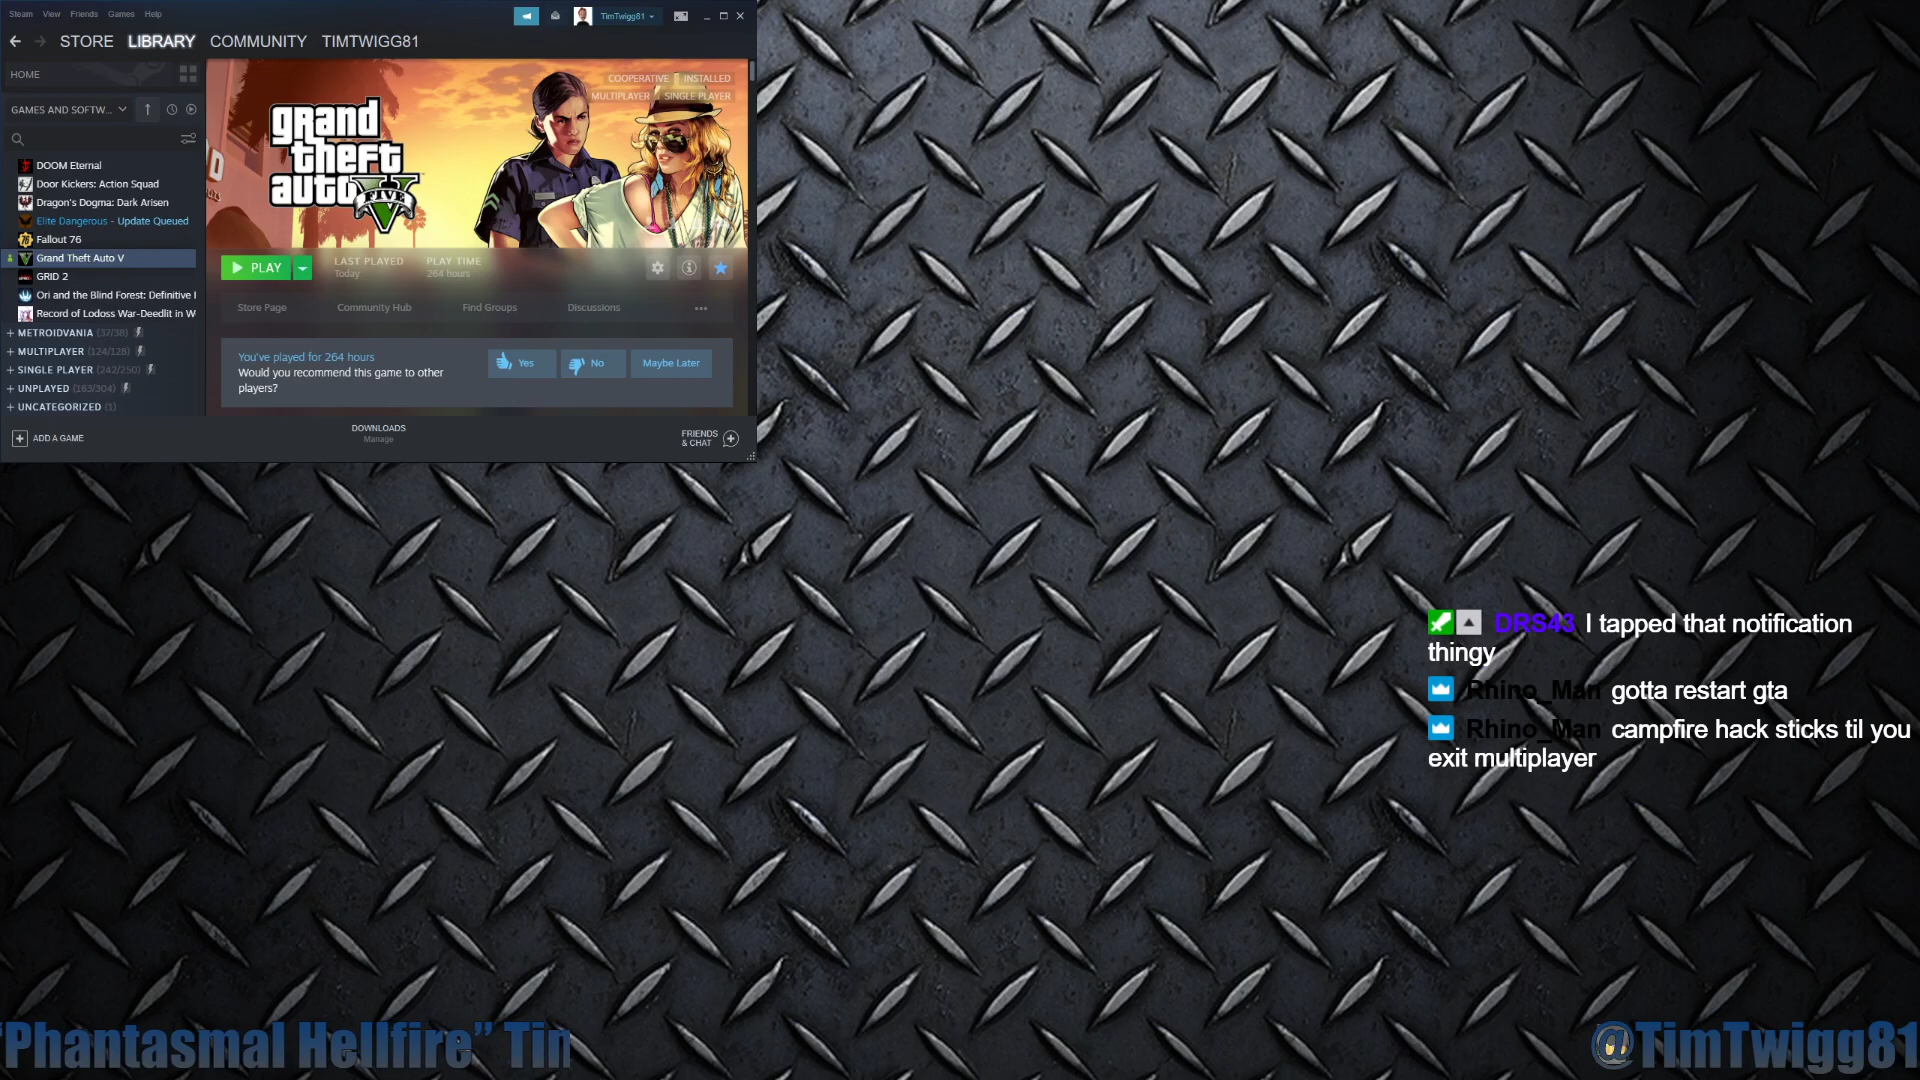 Steam View Friends Games Help
TimTwigg81
STORE LIBRARY COMMUNITY TIMTWIGG81
HOME
GAMES AND SOFTW...
DOOM Eternal
Door Kickers: Action Squad
Dragon's Dogma: Dark Arisen
Elite Dangerous - Update Queued
Fallout 76
Grand Theft Auto V
GRID 2
Ori and the Blind Forest: Definitive
Record of Lodoss War-Deedlit in W
METROIDVANIA (37/38)
MULTIPLAYER (124/128)
SINGLE PLAYER (242/250)
UNPLAYED (163/304)
UNCATEGORIZED (1)
ADD A GAME
COOPERATIVE INSTALLED
MULTIPLAYER SINGLE PLAYER
grand
theft
auto V
FIVE
PLAY
LAST PLAYED
Today
PLAY TIME
264 hours
Store Page Community Hub Find Groups Discussions
You've played for 264 hours
Would you recommend this game to other
players?
Yes No Maybe Later
DOWNLOADS
Manage
FRIENDS
& CHAT
DRS43 I tapped that notification
thingy
Rhino_Man gotta restart gta
Rhino_Man campfire hack sticks til you
exit multiplayer
"Phantasmal Hellfire" Tin
@TimTwigg81